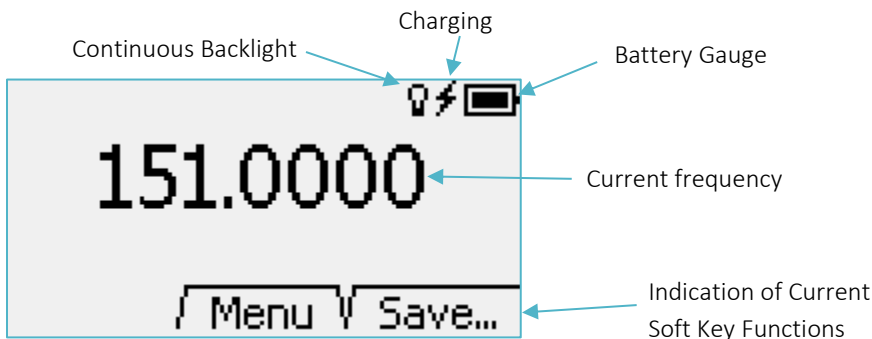 Charging
Continuous Backlight
Battery Gauge
151.0000
Current frequency
Menu
Save...
Indication of Current
Soft Key Functions